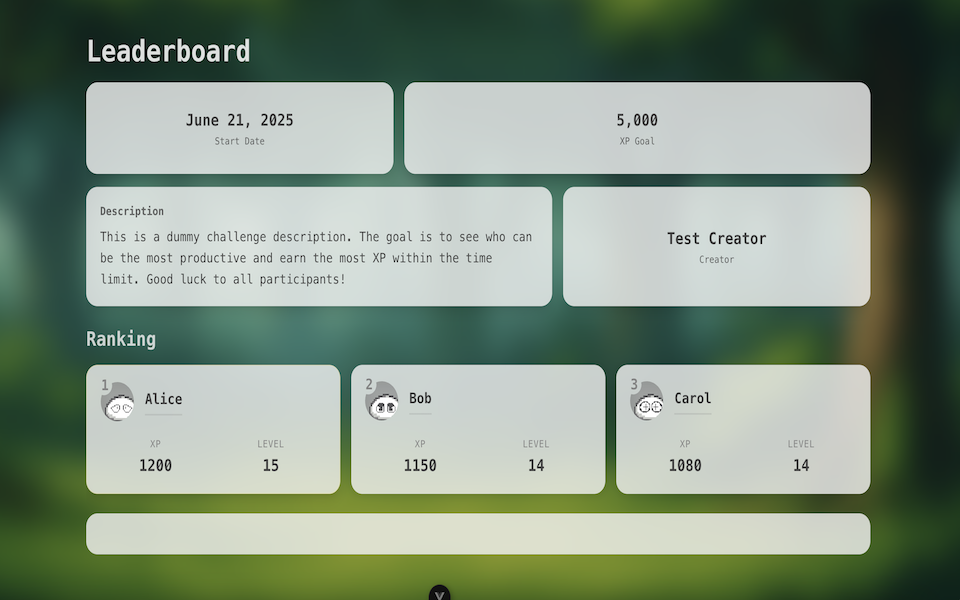 Leaderboard
June 21, 2025
Start Date
5,000
XP Goal
Description
This is a dummy challenge description. The goal is to see who can
be the most productive and earn the most XP within the time
limit. Good luck to all participants!
Test Creator
Creator
Ranking
1
Alice
XP
LEVEL
1200
15
2
Bob
XP
LEVEL
1150
14
3
Carol
XP
LEVEL
1080
14